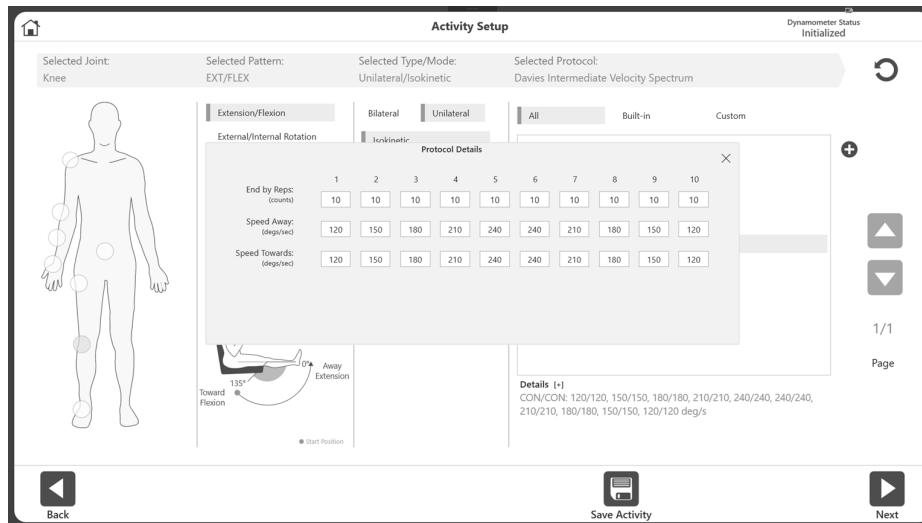 Activity Setup
Dynamometer Status
Initialized
Selected Joint:
Knee
Selected Pattern:
EXT/FLEX
Selected Type/Mode:
Unilateral/Isokinetic
Selected Protocol:
Davies Intermediate Velocity Spectrum
Extension/Flexion
External/Internal Rotation
Bilateral
Unilateral
Isokinetic
All
Built-in
Custom
Protocol Details
1 2 3 4 5 6 7 8 9 10
End by Reps: 10 10 10 10 10 10 10 10 10 10
(counts)
Speed Away: 120 150 180 210 240 240 210 180 150 120
(degs/sec)
Speed Towards: 120 150 180 210 240 240 210 180 150 120
(degs/sec)
0°
Away
Extension
135°
Toward
Flexion
Start Position
1/1
Page
Details [+]
CON/CON: 120/120, 150/150, 180/180, 210/210, 240/240, 240/240,
210/210, 180/180, 150/150, 120/120 deg/s
Back
Save Activity
Next